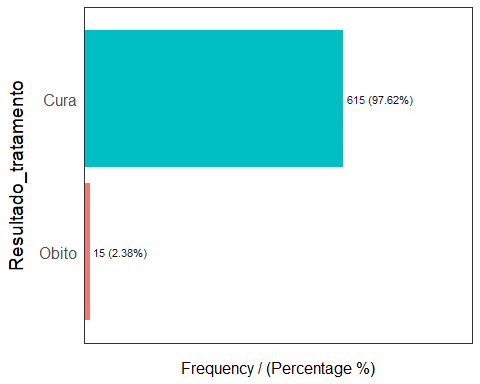 Resultado_tratamento
Cura
615 (97.62%)
Obito
15 (2.38%)
Frequency / (Percentage %)